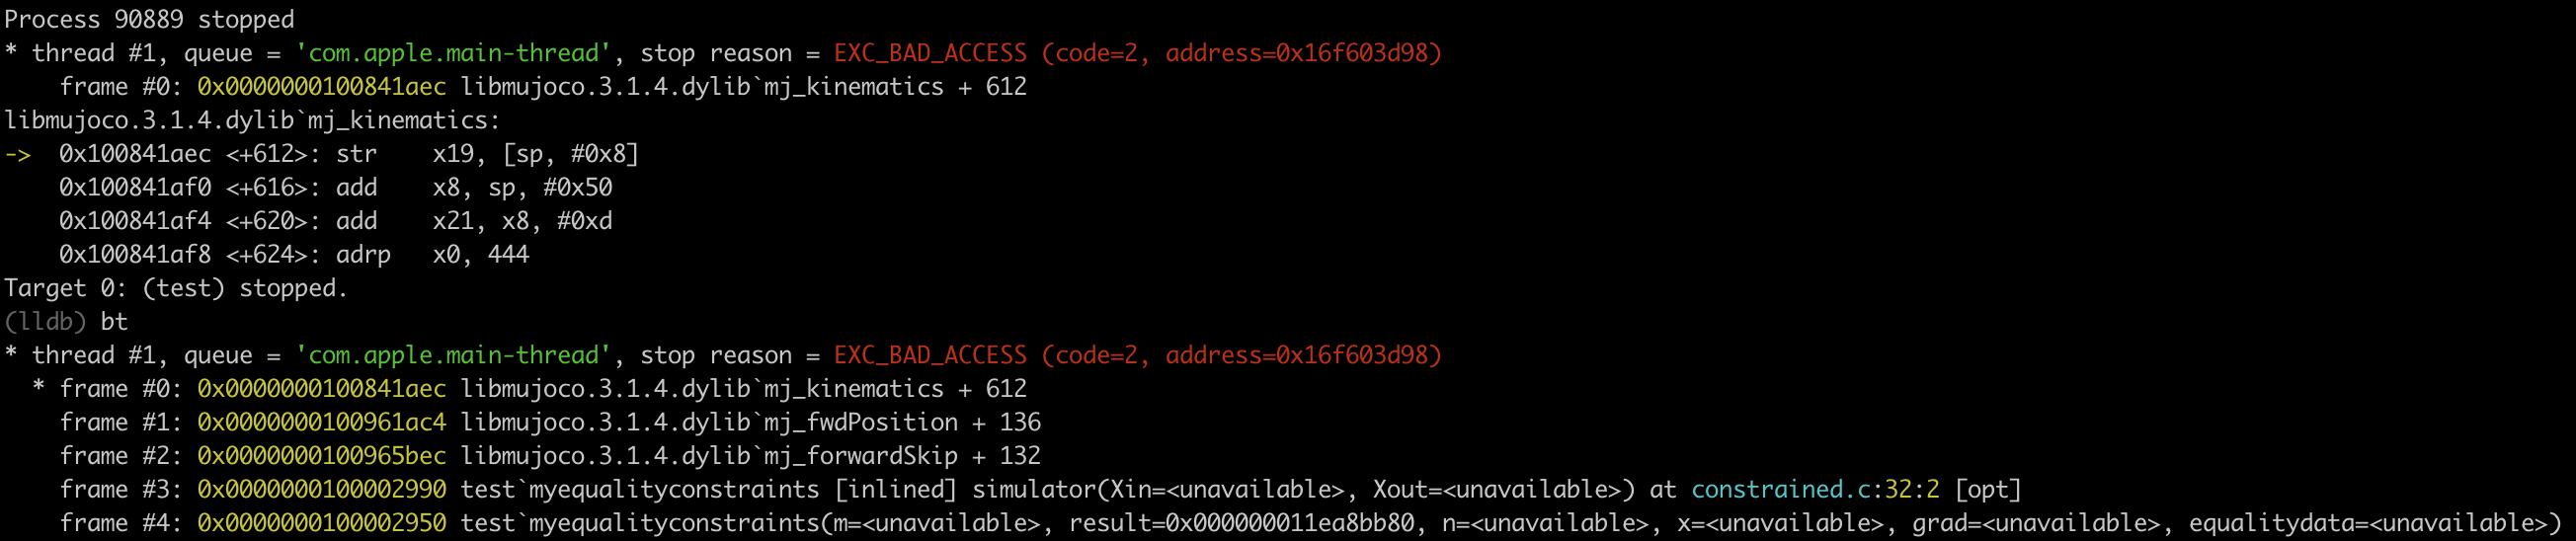 Process 90889 stopped
* thread #1, queue = 'com.apple.main-thread', stop reason = EXC_BAD_ACCESS (code=2, address=0x16f603d98)
    frame #0: 0x0000000100841aec libmujoco.3.1.4.dylib`mj_kinematics + 612
libmujoco.3.1.4.dylib`mj_kinematics:
->  0x100841aec <+612>: str    x19, [sp, #0x8]
    0x100841af0 <+616>: add    x8, sp, #0x50
    0x100841af4 <+620>: add    x21, x8, #0xd
    0x100841af8 <+624>: adrp   x0, 444
Target 0: (test) stopped.
(lldb) bt
* thread #1, queue = 'com.apple.main-thread', stop reason = EXC_BAD_ACCESS (code=2, address=0x16f603d98)
  * frame #0: 0x0000000100841aec libmujoco.3.1.4.dylib`mj_kinematics + 612
    frame #1: 0x0000000100961ac4 libmujoco.3.1.4.dylib`mj_fwdPosition + 136
    frame #2: 0x0000000100965bec libmujoco.3.1.4.dylib`mj_forwardSkip + 132
    frame #3: 0x0000000100002990 test`myequalityconstraints [inlined] simulator(Xin=<unavailable>, Xout=<unavailable>) at constrained.c:32:2 [opt]
    frame #4: 0x0000000100002950 test`myequalityconstraints(m=<unavailable>, result=0x000000011ea8bb80, n=<unavailable>, x=<unavailable>, grad=<unavailable>, equalitydata=<unavailable>)